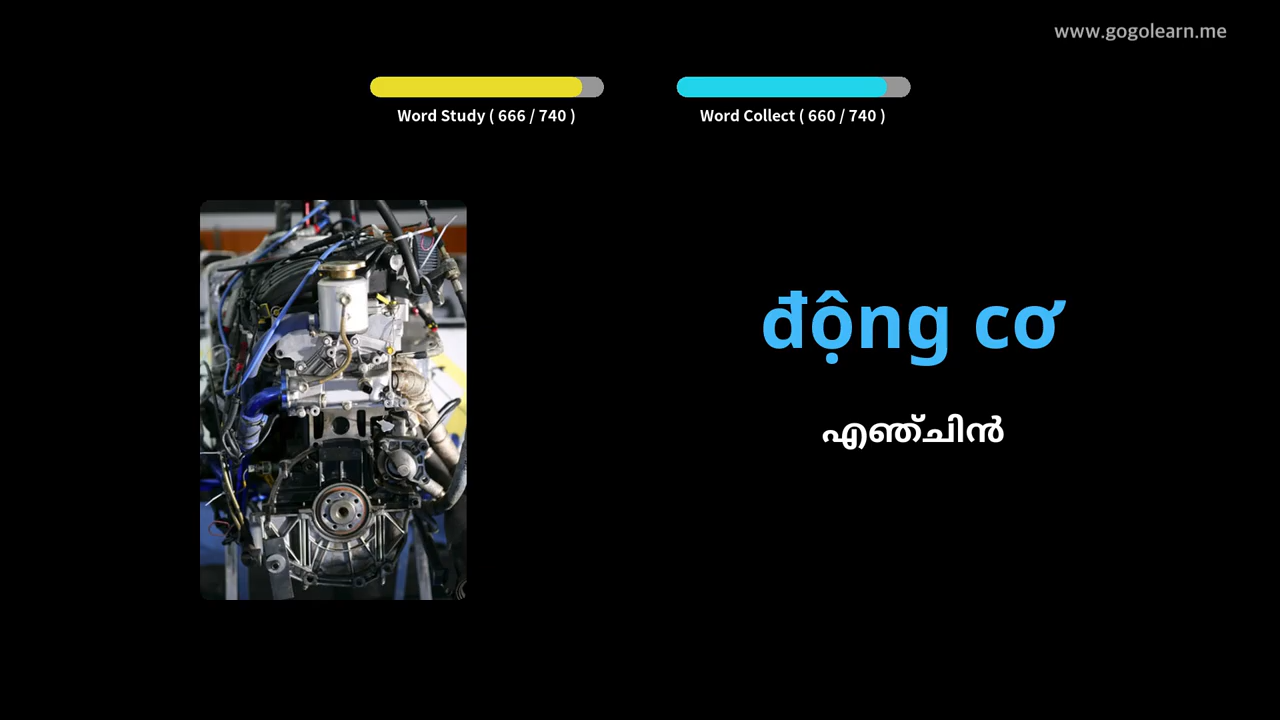 www.gogolearn.me
Word Study ( 666 / 740 )
Word Collect ( 660 / 740 )
động cơ
എഞ്ചിൻ